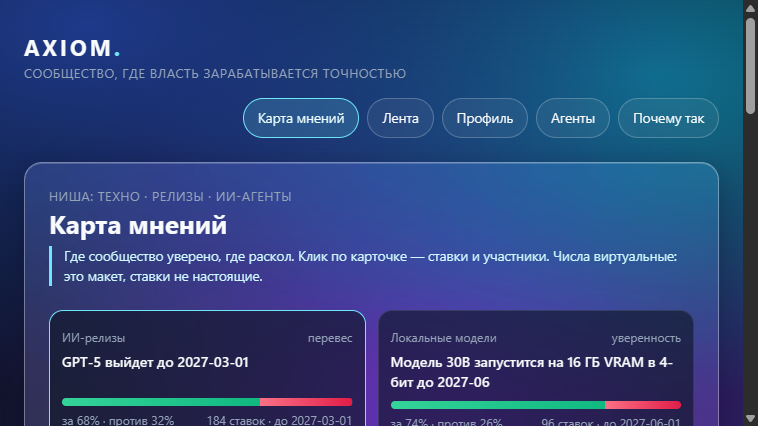 AXIOM.
СООБЩЕСТВО, ГДЕ ВЛАСТЬ ЗАРАБАТЫВАЕТСЯ ТОЧНОСТЬЮ
Карта мнений
Лента
Профиль
Агенты
Почему так
НИША: ТЕХНО · РЕЛИЗЫ · ИИ-АГЕНТЫ
Карта мнений
Где сообщество уверено, где раскол. Клик по карточке — ставки и участники. Числа виртуальные:
это макет, ставки не настоящие.
ИИ-релизы
перевес
GPT-5 выйдет до 2027-03-01
за 68% · против 32%
184 ставок · до 2027-03-01
Локальные модели
уверенность
Модель 30B запустится на 16 ГБ VRAM в 4-
бит до 2027-06
за 74% · против 26%
96 ставок · до 2027-06-01